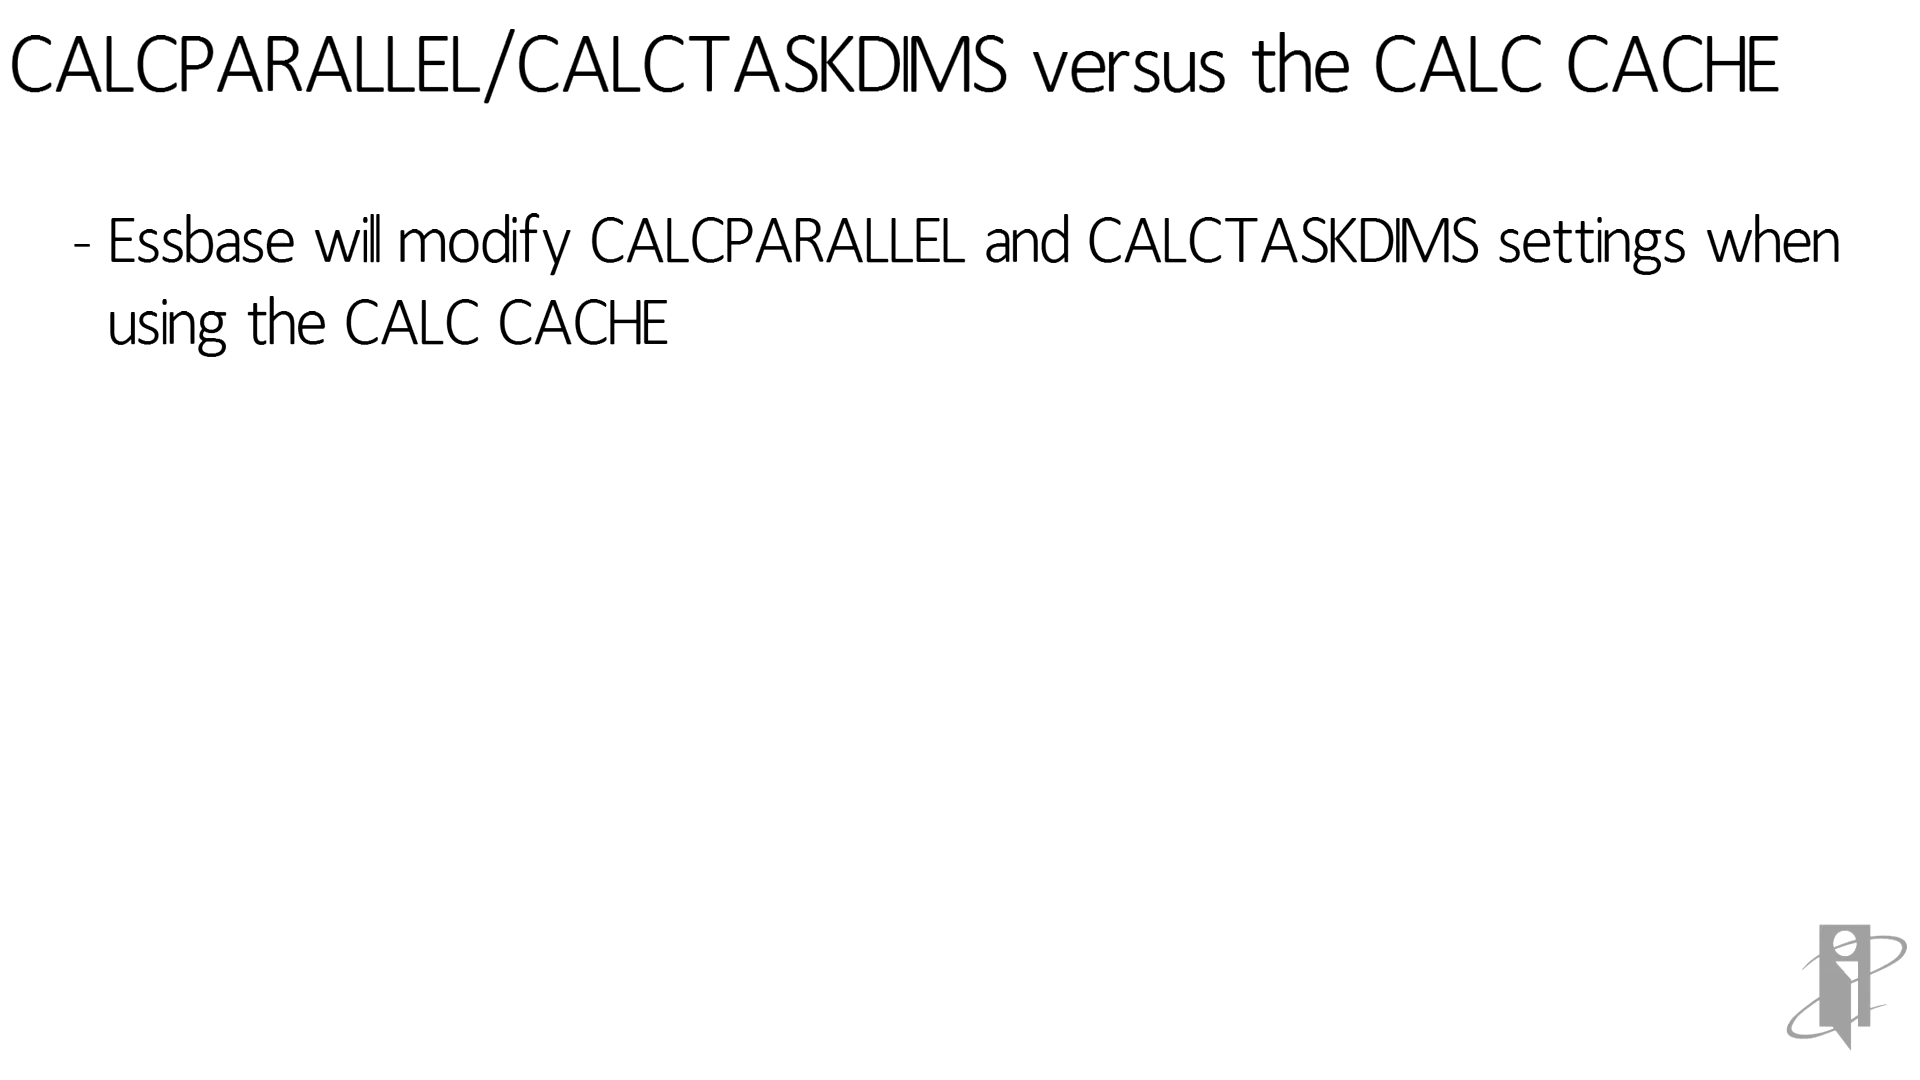 CALCPARALLEL/CALCTASKDIMS versus the CALC CACHE
- Essbase will modify CALCPARALLEL and CALCTASKDIMS settings when
using the CALC CACHE